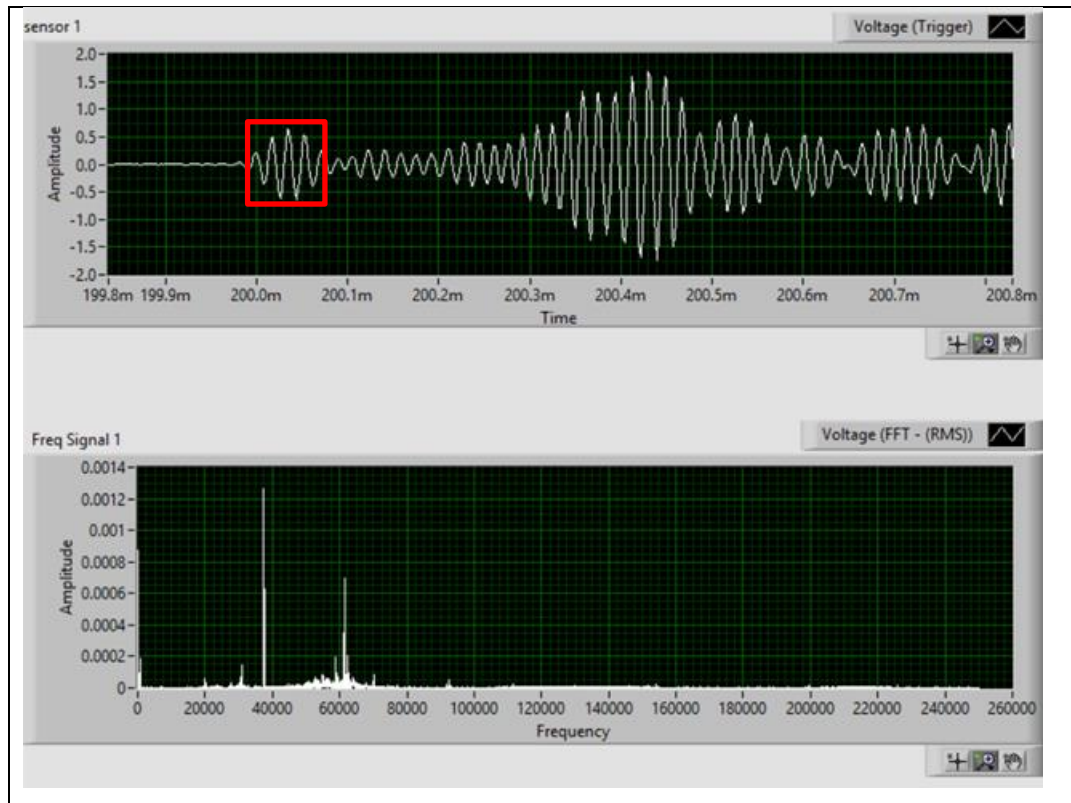 sensor 1
Voltage (Trigger)
2.0
1.5
1.0
0.5
0.0
-0.5
-1.0
-1.5
-2.0
Amplitude
199.8m 199.9m 200.0m 200.1m 200.2m 200.3m 200.4m 200.5m 200.6m 200.7m 200.8m
Time
Freq Signal 1
Voltage (FFT - (RMS))
0.0014
0.0012
0.001
0.0008
0.0006
0.0004
0.0002
0
Amplitude
0 20000 40000 60000 80000 100000 120000 140000 160000 180000 200000 220000 240000 260000
Frequency